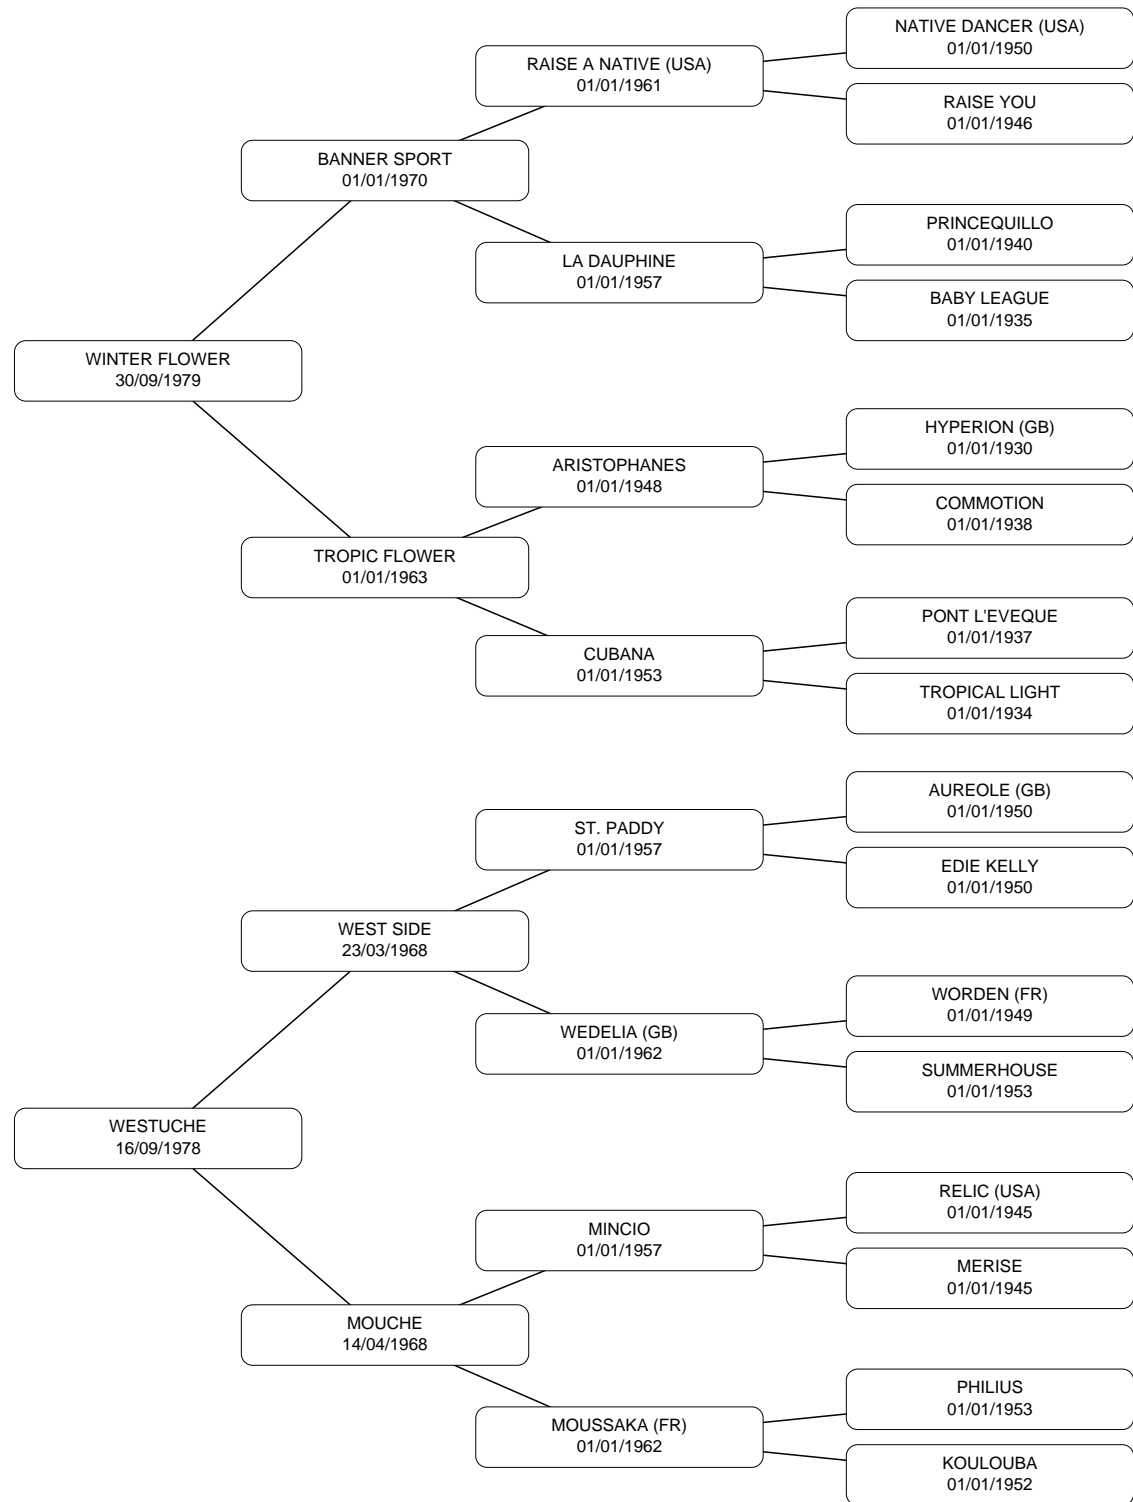 NATIVE DANCER (USA)
01/01/1950
RAISE A NATIVE (USA)
01/01/1961
RAISE YOU
01/01/1946
BANNER SPORT
01/01/1970
PRINCEQUILLO
01/01/1940
LA DAUPHINE
01/01/1957
BABY LEAGUE
01/01/1935
WINTER FLOWER
30/09/1979
HYPERION (GB)
01/01/1930
ARISTOPHANES
01/01/1948
COMMOTION
01/01/1938
TROPIC FLOWER
01/01/1963
PONT L'EVEQUE
01/01/1937
CUBANA
01/01/1953
TROPICAL LIGHT
01/01/1934
AUREOLE (GB)
01/01/1950
ST. PADDY
01/01/1957
EDIE KELLY
01/01/1950
WEST SIDE
23/03/1968
WORDEN (FR)
01/01/1949
WEDELIA (GB)
01/01/1962
SUMMERHOUSE
01/01/1953
WESTUCHE
16/09/1978
RELIC (USA)
01/01/1945
MINCIO
01/01/1957
MERISE
01/01/1945
MOUCHE
14/04/1968
PHILIUS
01/01/1953
MOUSSAKA (FR)
01/01/1962
KOULOUBA
01/01/1952